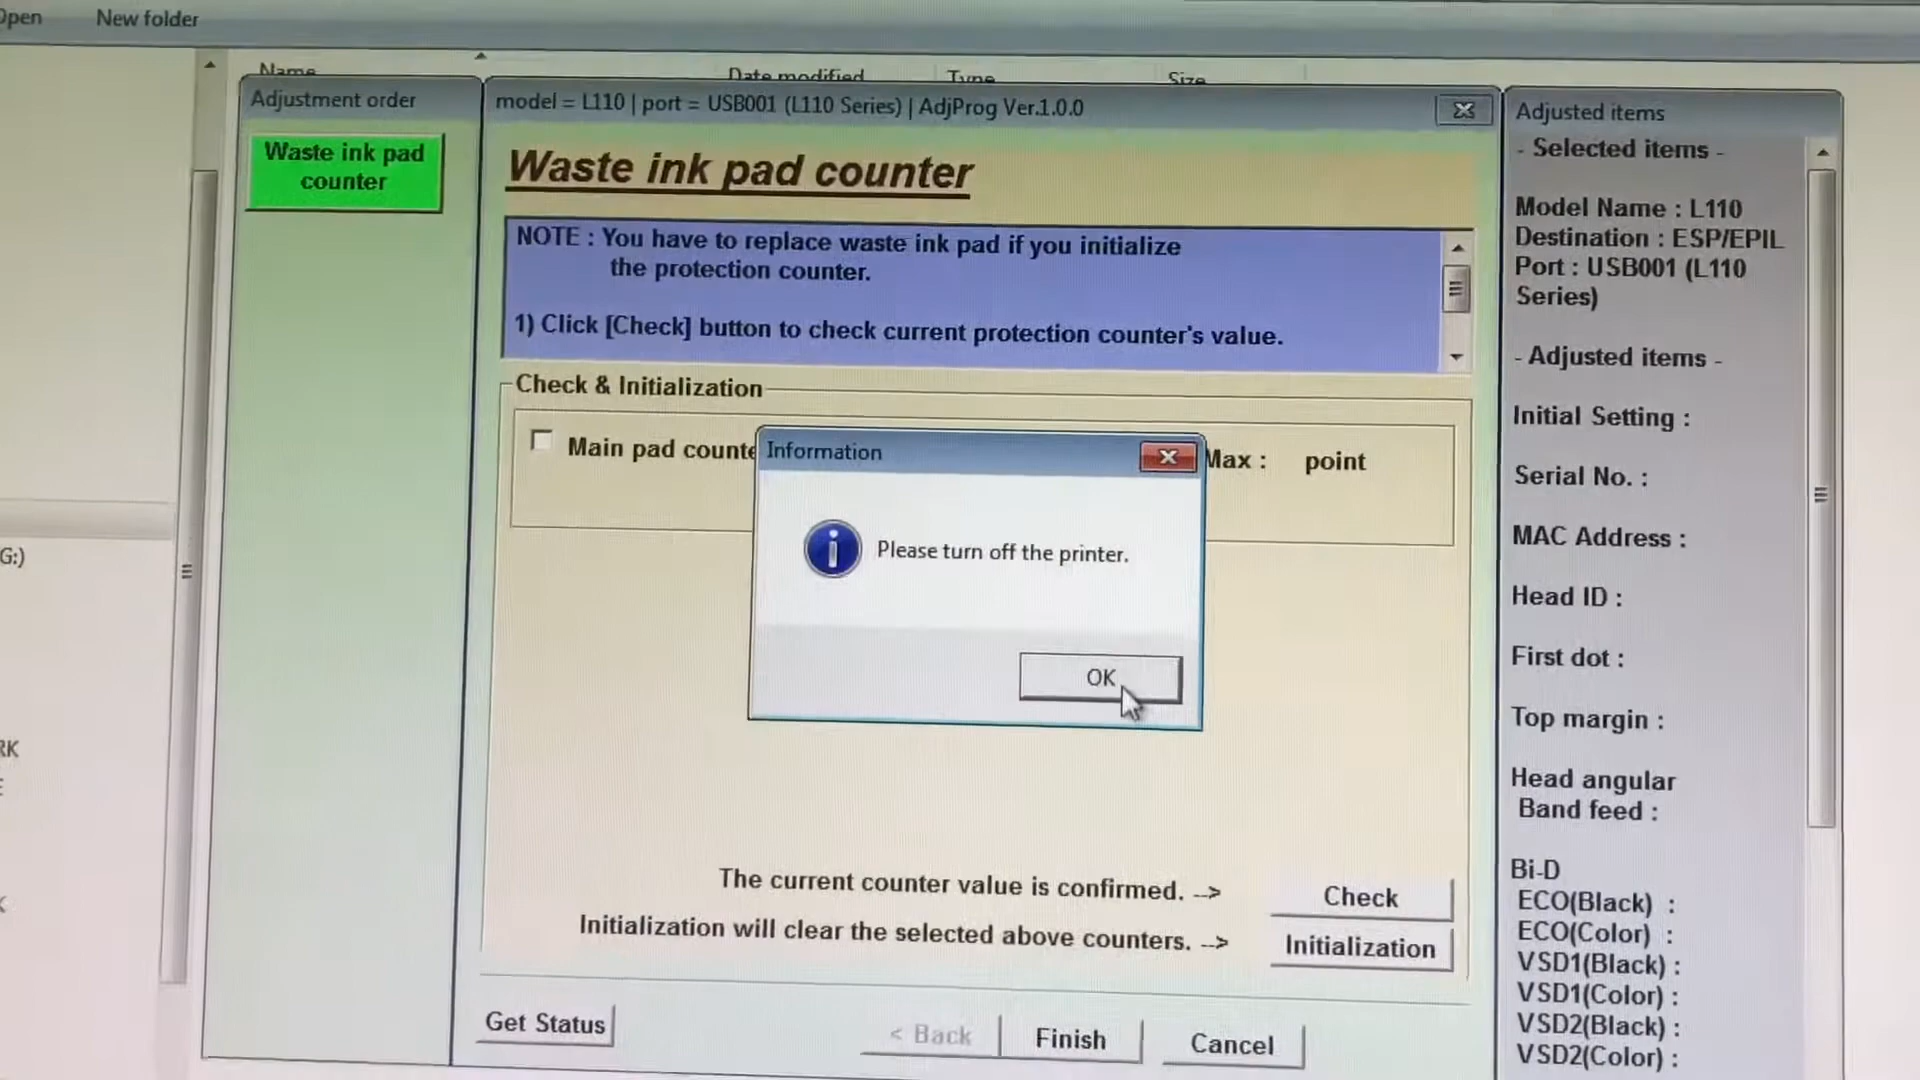 Open
New folder
Name
Date modified
Type
Size
Adjustment order
Waste ink pad
counter
model = L110 | port = USB001 (L110 Series) | AdjProg Ver.1.0.0
Waste ink pad counter
NOTE : You have to replace waste ink pad if you initialize
the protection counter.
1) Click [Check] button to check current protection counter's value.
Check & Initialization
Main pad counte
Max :
point
Information
Please turn off the printer.
OK
The current counter value is confirmed. -->
Check
Initialization will clear the selected above counters. -->
Initialization
Get Status
< Back
Finish
Cancel
Adjusted items
- Selected items -
Model Name : L110
Destination : ESP/EPIL
Port : USB001 (L110
Series)
- Adjusted items -
Initial Setting :
Serial No. :
MAC Address :
Head ID :
First dot :
Top margin :
Head angular
Band feed :
Bi-D
ECO(Black) :
ECO(Color) :
VSD1(Black) :
VSD1(Color) :
VSD2(Black) :
VSD2(Color) :
G:)
RK